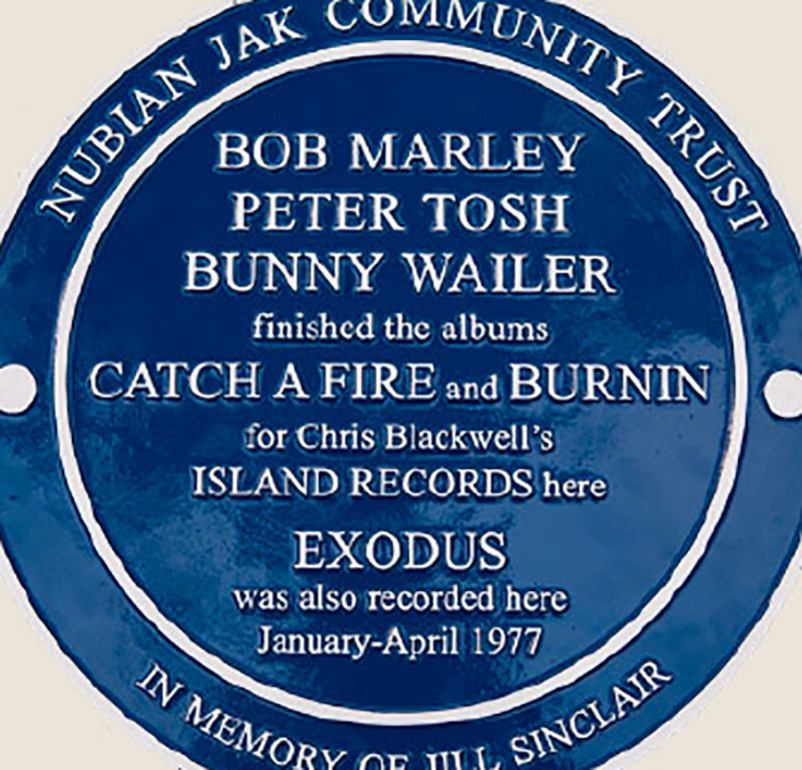 NUBIAN JAK COMMUNITY TRUST
BOB MARLEY
PETER TOSH
BUNNY WAILER
finished the albums
CATCH A FIRE and BURNIN
for Chris Blackwell's
ISLAND RECORDS here
EXODUS
was also recorded here
January-April 1977
IN MEMORY OF JILL SINCLAIR